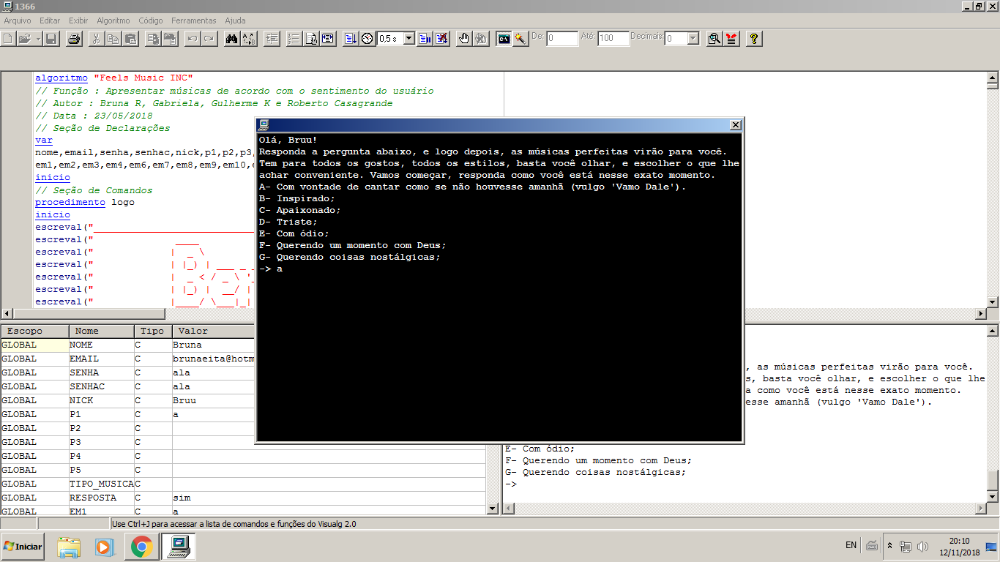 1366
Arquivo Editar Exibir Algoritmo Código Ferramentas Ajuda
0,5 s De: 0 Até: 100 Decimais: 0
algoritmo "Feels Music INC"
// Função : Apresentar músicas de acordo com o sentimento do usuário
// Autor : Bruna R, Gabriela, Gulherme K e Roberto Casagrande
// Data : 23/05/2018
// Seção de Declarações
var
nome,email,senha,senhac,nick,p1,p2,p3,
em1,em2,em3,em4,em6,em7,em8,em9,em10,
inicio
// Seção de Comandos
procedimento logo
inicio
escreval("___________________________
escreval(" ____
escreval(" | _ \
escreval(" | |_) | ___ _ _
escreval(" | _ < / _ \ '_
escreval(" | |_) | __/ |
escreval(" |____/ \___|_|
Olá, Bruu!
Responda a pergunta abaixo, e logo depois, as músicas perfeitas virão para você.
Tem para todos os gostos, todos os estilos, basta você olhar, e escolher o que lhe
achar conveniente. Vamos começar, responda como você está nesse exato momento.
A- Com vontade de cantar como se não houvesse amanhã (vulgo 'Vamo Dale').
B- Inspirado;
C- Apaixonado;
D- Triste;
E- Com ódio;
F- Querendo um momento com Deus;
G- Querendo coisas nostálgicas;
-> a
Escopo Nome Tipo Valor
GLOBAL NOME C Bruna
GLOBAL EMAIL C brunaeita@hotm
GLOBAL SENHA C ala
GLOBAL SENHAC C ala
GLOBAL NICK C Bruu
GLOBAL P1 C a
GLOBAL P2 C
GLOBAL P3 C
GLOBAL P4 C
GLOBAL P5 C
GLOBAL TIPO_MUSICA C
GLOBAL RESPOSTA C sim
GLOBAL EM1 C a
, as músicas perfeitas virão para você.
s, basta você olhar, e escolher o que lhe
a como você está nesse exato momento.
esse amanhã (vulgo 'Vamo Dale').
E- Com ódio;
F- Querendo um momento com Deus;
G- Querendo coisas nostálgicas;
->
Use Ctrl+J para acessar a lista de comandos e funções do Visualg 2.0
Iniciar
EN
20:10
12/11/2018